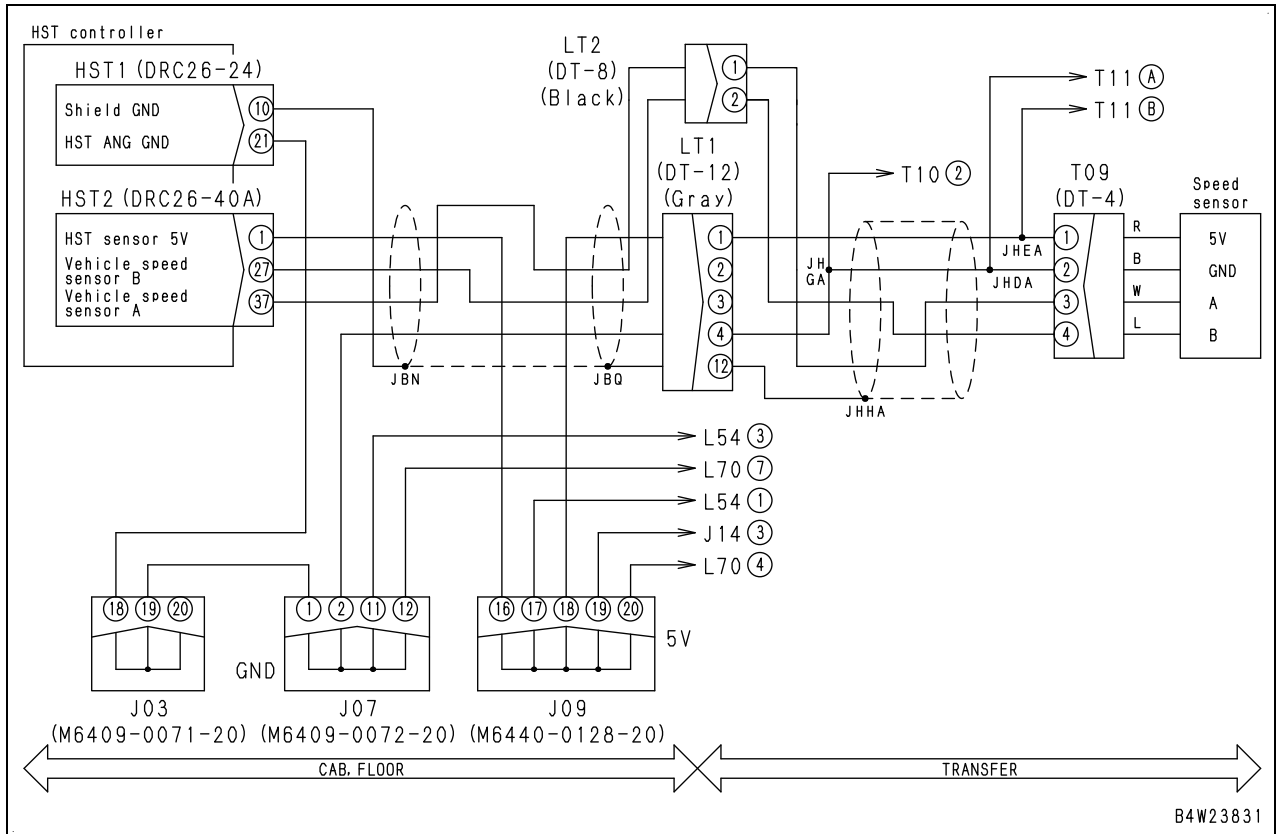 HST controller
HST1 (DRC26-24)
Shield GND 10
HST ANG GND 21
HST2 (DRC26-40A)
HST sensor 5V 1
Vehicle speed
sensor B 27
Vehicle speed
sensor A 37
JBN
JBQ
LT2
(DT-8)
(Black)
1
2
LT1
(DT-12)
(Gray)
1
2
3
4
12
T11 A
T11 B
T10 2
JH
GA
JHEA
JHDA
JHHA
T09
(DT-4)
1
2
3
4
R
B
W
L
Speed
sensor
5V
GND
A
B
L54 3
L70 7
L54 1
J14 3
L70 4
18 19 20
J03
(M6409-0071-20)
1 2 11 12
GND
J07
(M6409-0072-20)
16 17 18 19 20
5V
J09
(M6440-0128-20)
CAB, FLOOR
TRANSFER
B4W23831